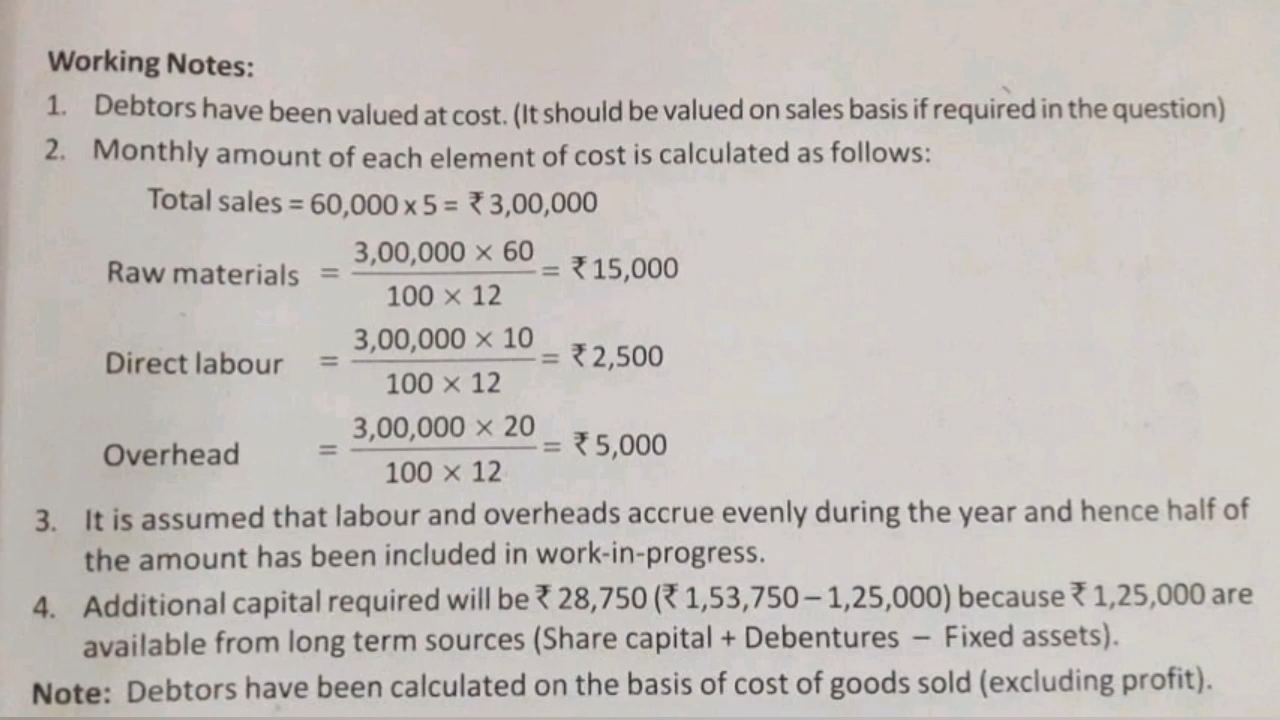 Working Notes:
1. Debtors have been valued at cost. (It should be valued on sales basis if required in the question)
2. Monthly amount of each element of cost is calculated as follows:
Total sales = 60,000 x 5 = ₹ 3,00,000
Raw materials = 3,00,000 × 60 / 100 × 12 = ₹ 15,000
Direct labour = 3,00,000 × 10 / 100 × 12 = ₹ 2,500
Overhead = 3,00,000 × 20 / 100 × 12 = ₹ 5,000
3. It is assumed that labour and overheads accrue evenly during the year and hence half of
the amount has been included in work-in-progress.
4. Additional capital required will be ₹ 28,750 (₹ 1,53,750 – 1,25,000) because ₹ 1,25,000 are
available from long term sources (Share capital + Debentures – Fixed assets).
Note: Debtors have been calculated on the basis of cost of goods sold (excluding profit).